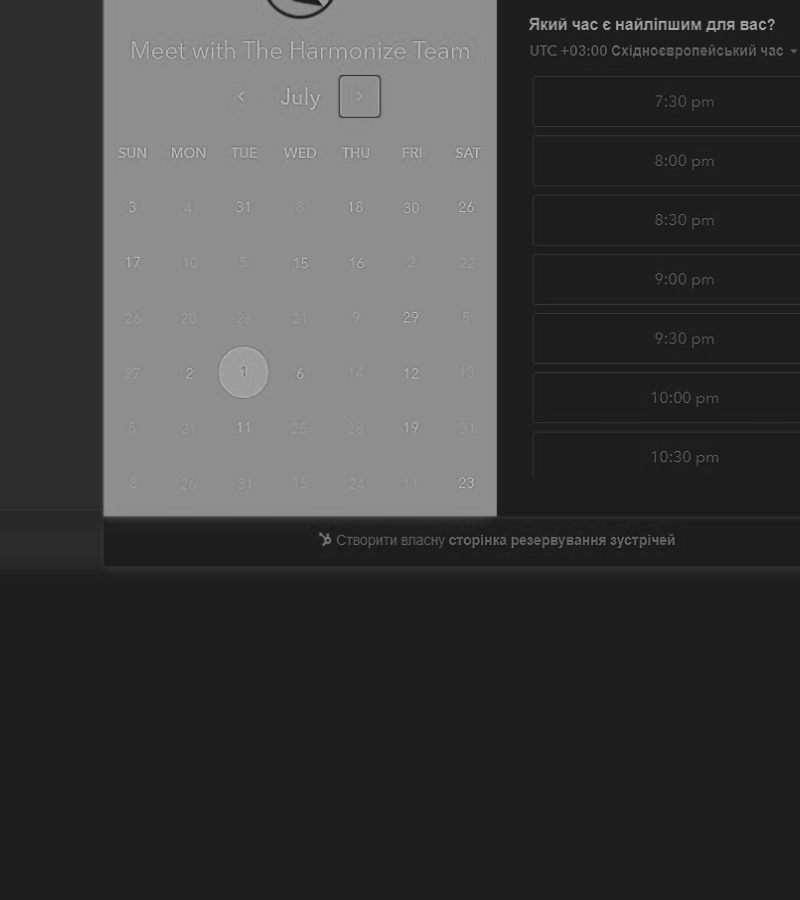 Meet with The Harmonize Team
July
SUN MON TUE WED THU FRI SAT
3 4 31 8 18 30 26
17 10 5 15 16 2 22
26 20 28 21 9 29 5
27 2 1 6 14 12 13
5 21 11 25 28 19 31
8 26 31 15 24 11 23
Який час є найліпшим для вас?
UTC +03:00 Східноєвропейський час
7:30 pm
8:00 pm
8:30 pm
9:00 pm
9:30 pm
10:00 pm
10:30 pm
Створити власну сторінка резервування зустрічей